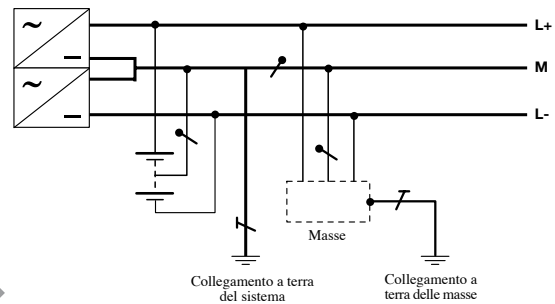 L+
M
L-
Masse
Collegamento a terra
del sistema
Collegamento a
terra delle masse